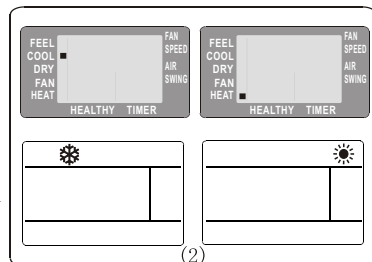 FEEL
COOL
DRY
FAN
HEAT
FAN
SPEED
AIR
SWING
HEALTHY TIMER
FEEL
COOL
DRY
FAN
HEAT
FAN
SPEED
AIR
SWING
HEALTHY TIMER
(2)